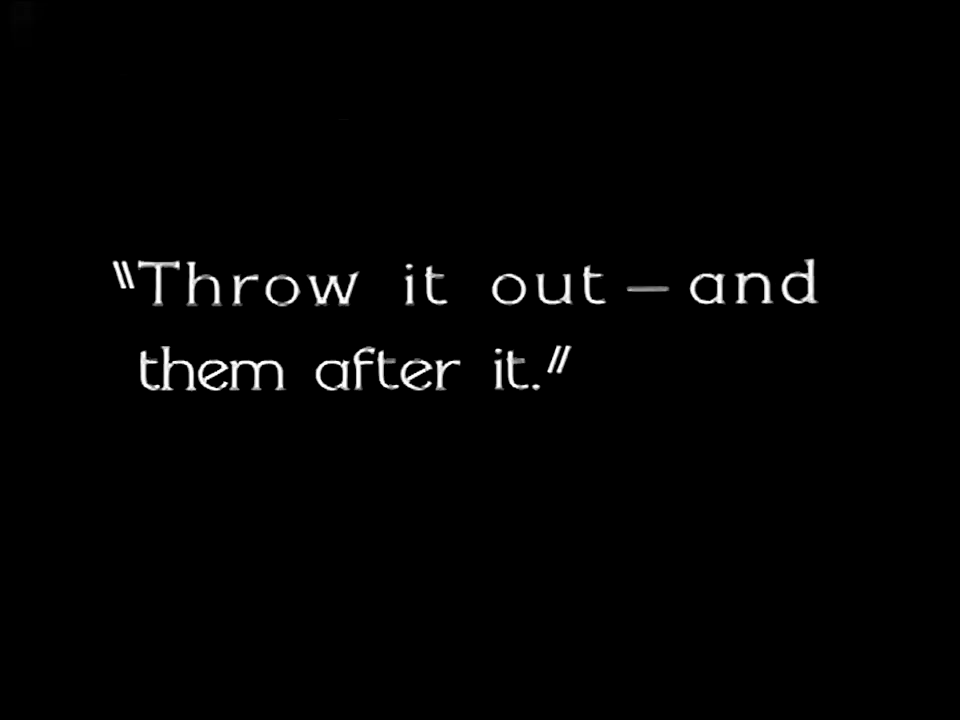 "Throw it out — and
them after it."